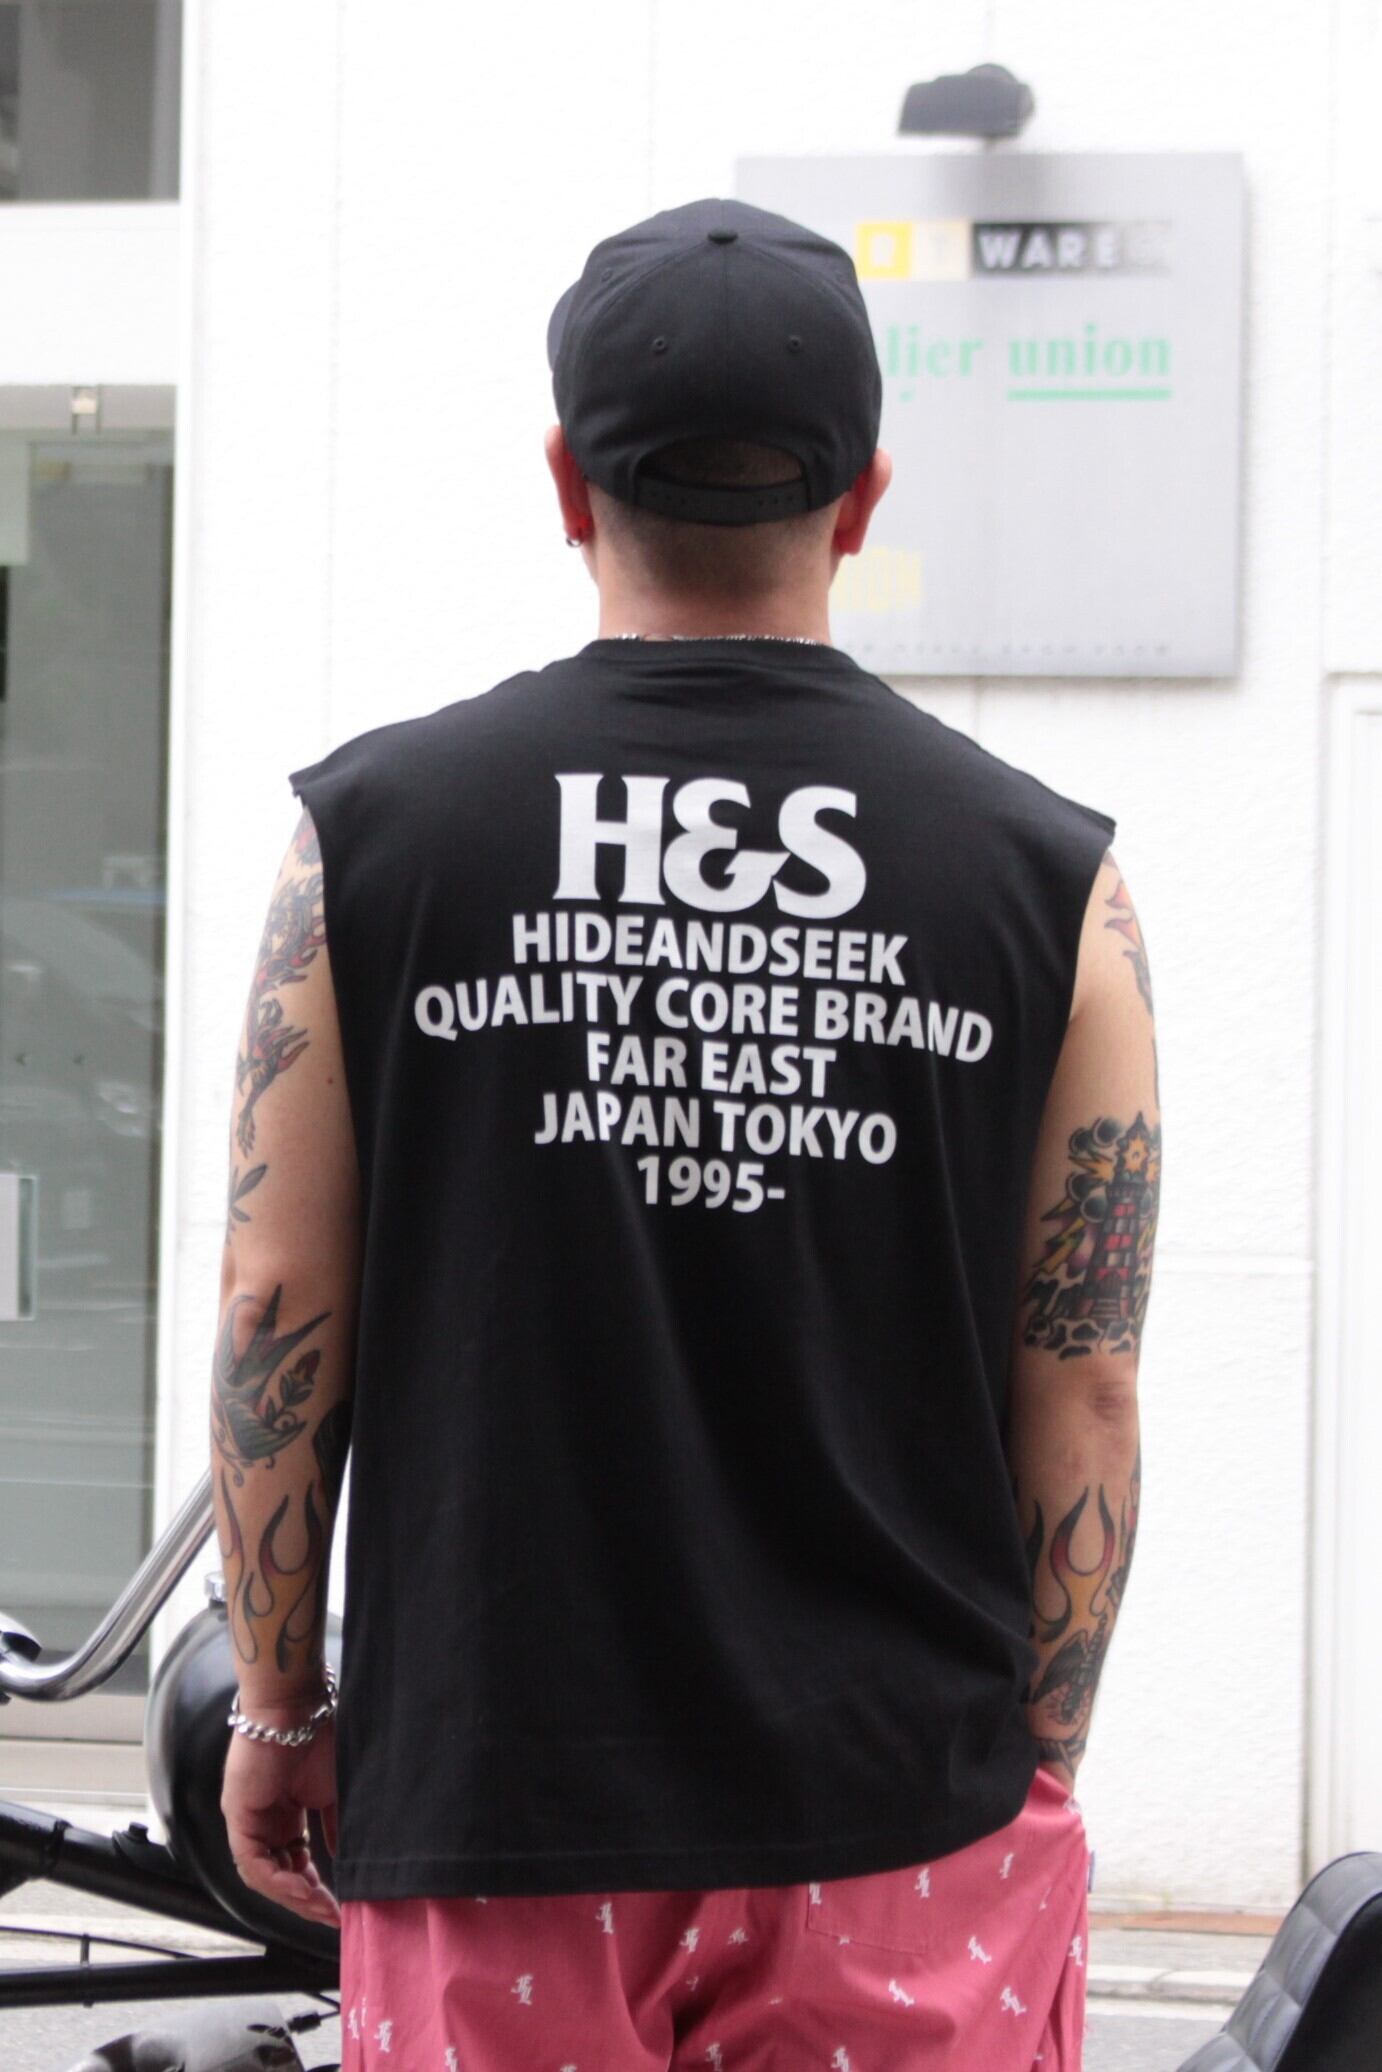 WARE
union
H&S
HIDEANDSEEK
QUALITY CORE BRAND
FAR EAST
JAPAN TOKYO
1995-